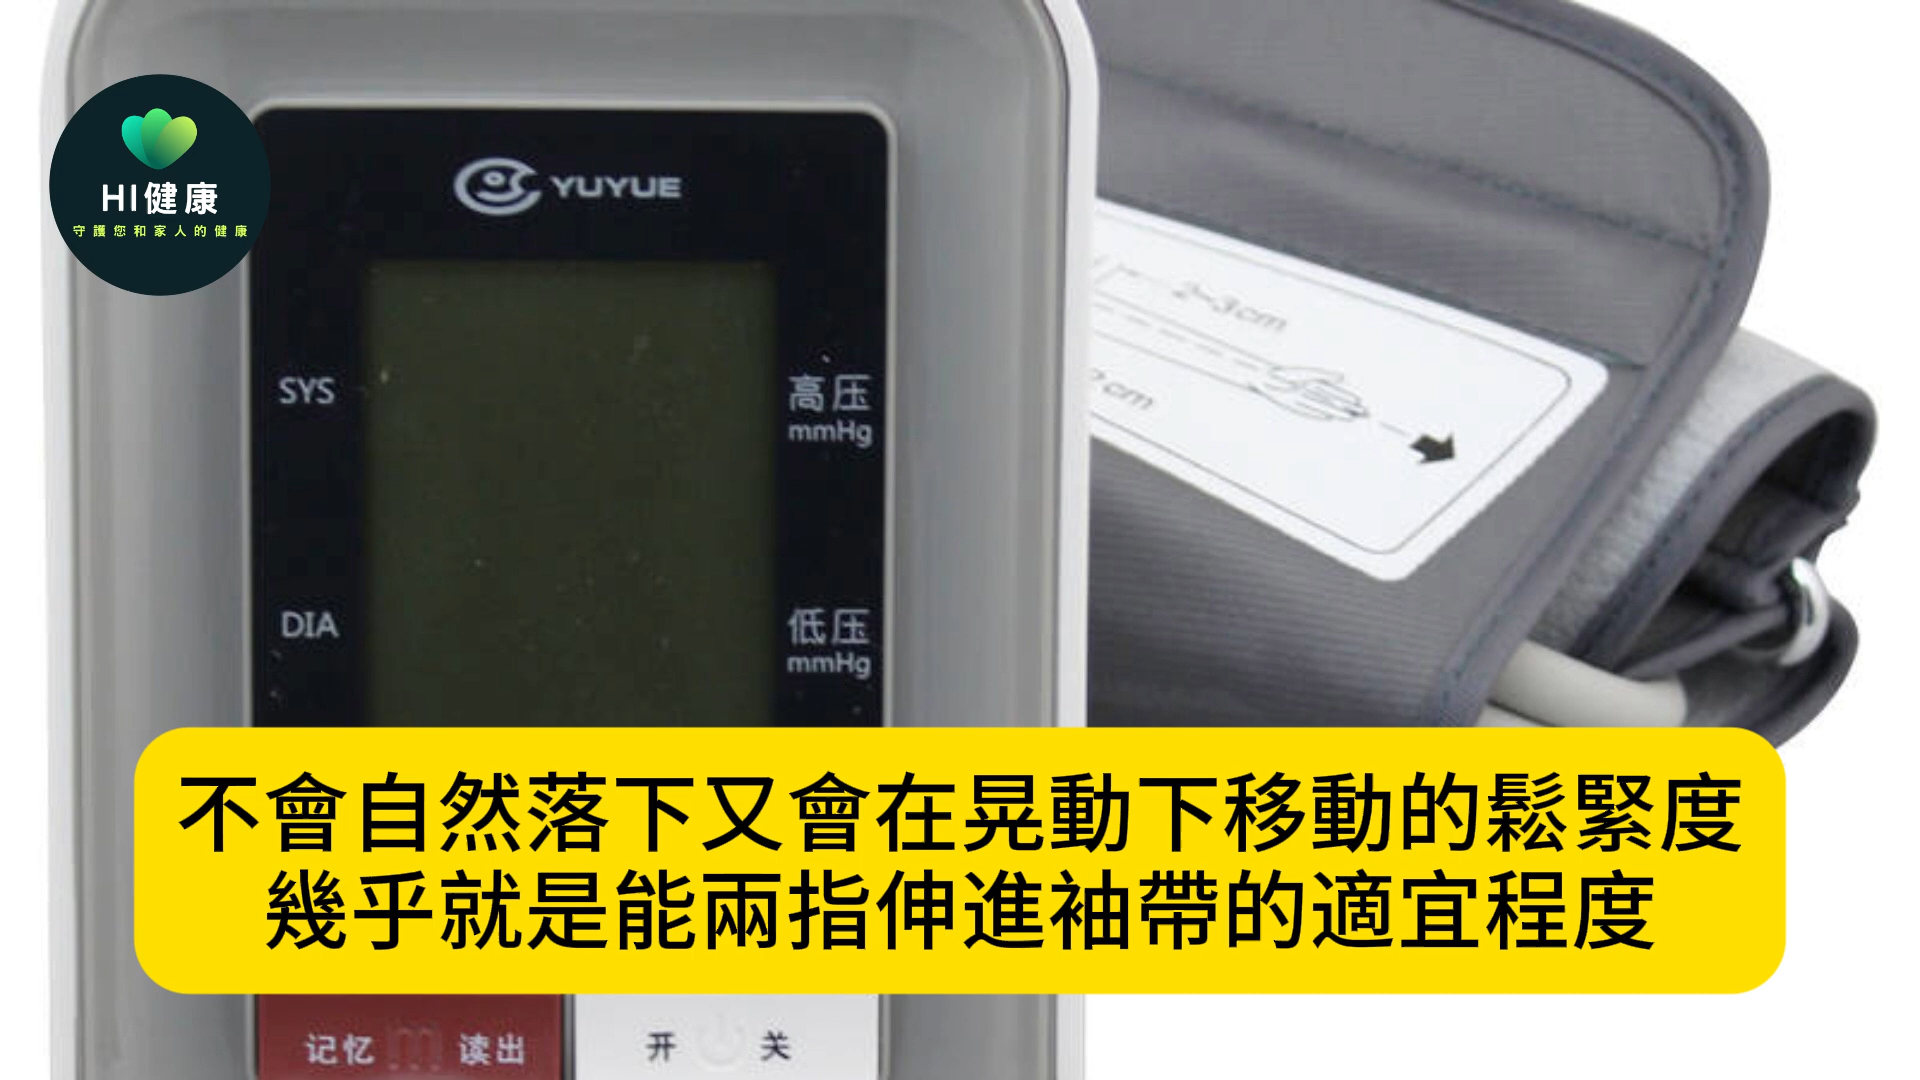 HI健康
守護您和家人的健康
YUYUE
2-3cm
cm
SYS
高压
mmHg
DIA
低压
mmHg
不會自然落下又會在晃動下移動的鬆緊度
幾乎就是能兩指伸進袖帶的適宜程度
记忆 m 读出
开 关